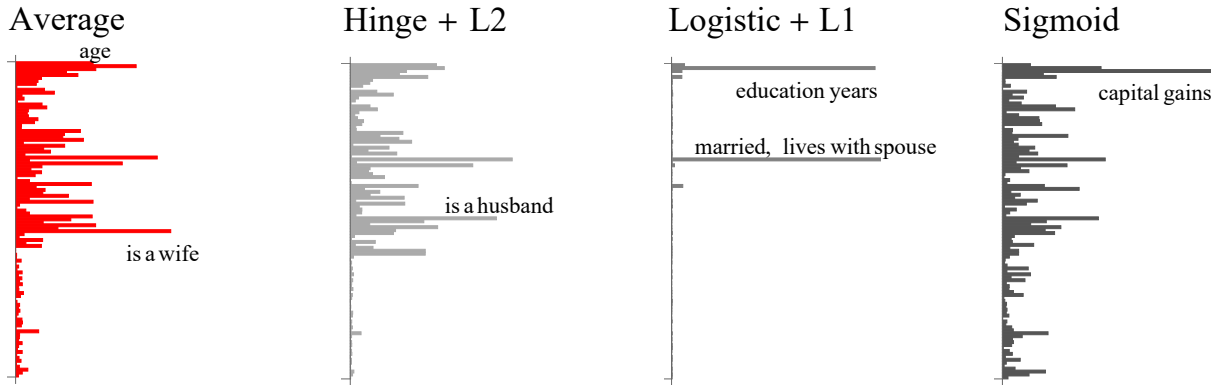 Average
Hinge + L2
Logistic + L1
Sigmoid
age
education years
capital gains
married, lives with spouse
is a husband
is a wife